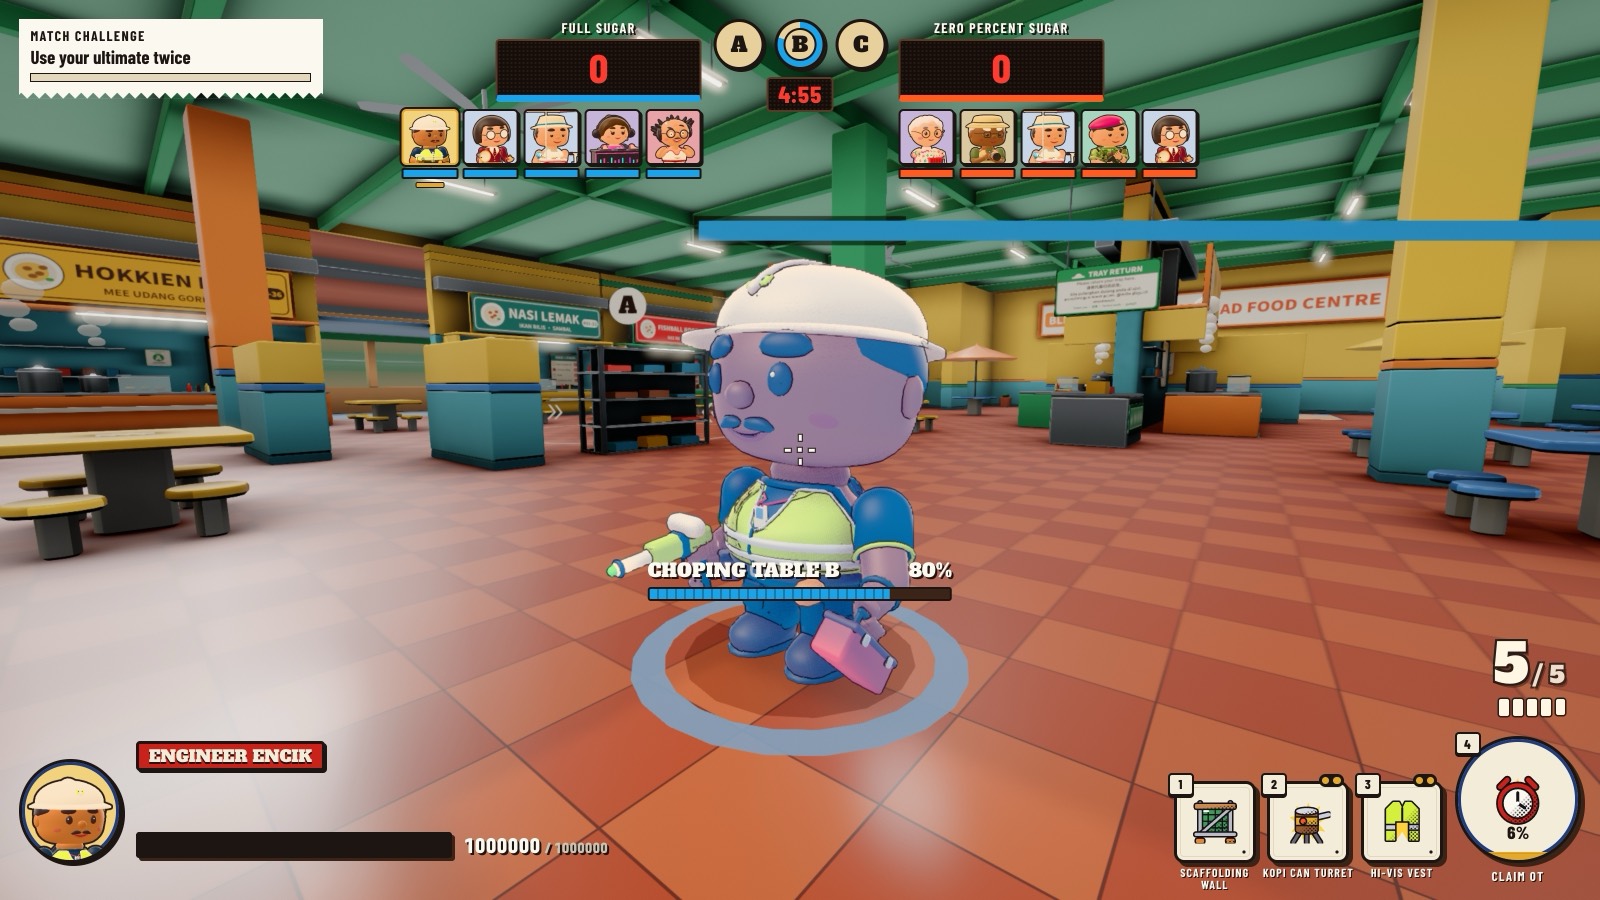 MATCH CHALLENGE
Use your ultimate twice
FULL SUGAR
0
A
B
C
4:55
ZERO PERCENT SUGAR
0
HOKKIEN
MEE UDANG
NASI LEMAK
A
TRAY RETURN
AD FOOD CENTRE
CHOPING TABLE B 80%
5/5
ENGINEER ENCIK
1000000 / 1000000
1
2
3
4
6%
SCAFFOLDING
WALL
KOPI CAN TURRET
HI-VIS VEST
CLAIM OT